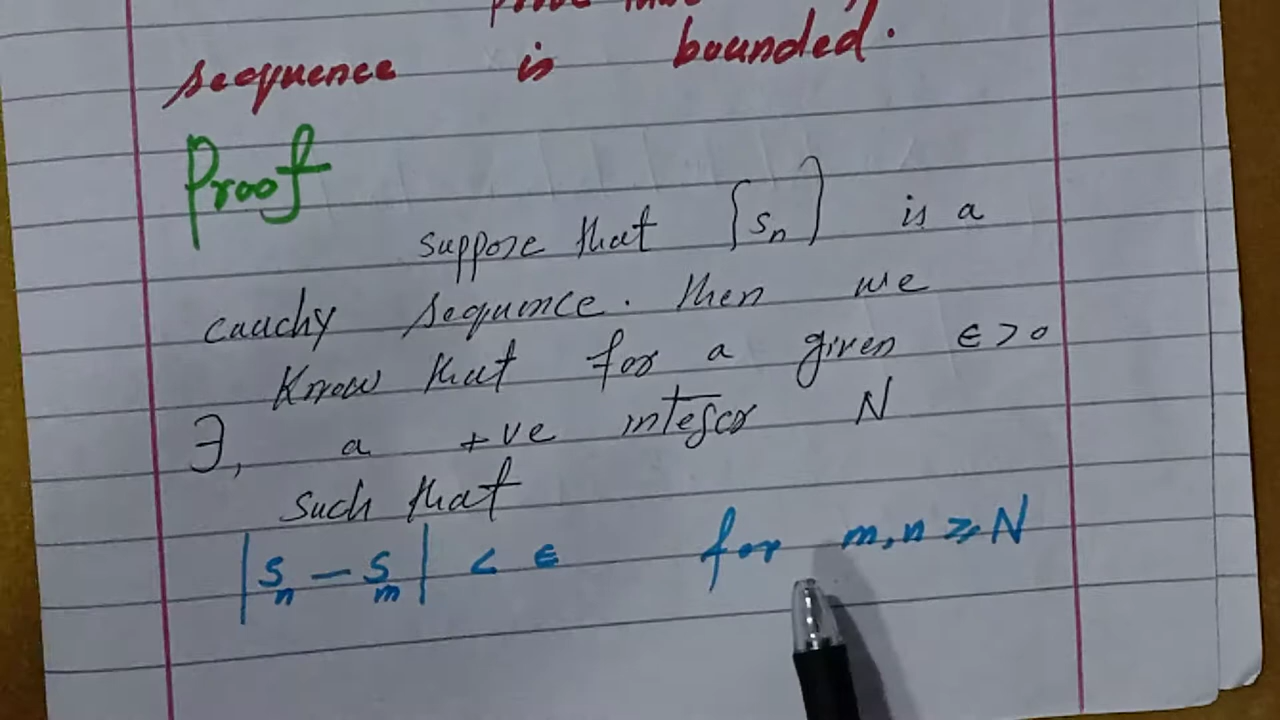 sequence is bounded.
Proof
suppose that {sn} is a
cauchy sequence. Then we
Know that for a given ϵ>0
∃, a +ve integer N
such that
|Sn − Sm| < ϵ for m,n ≥ N